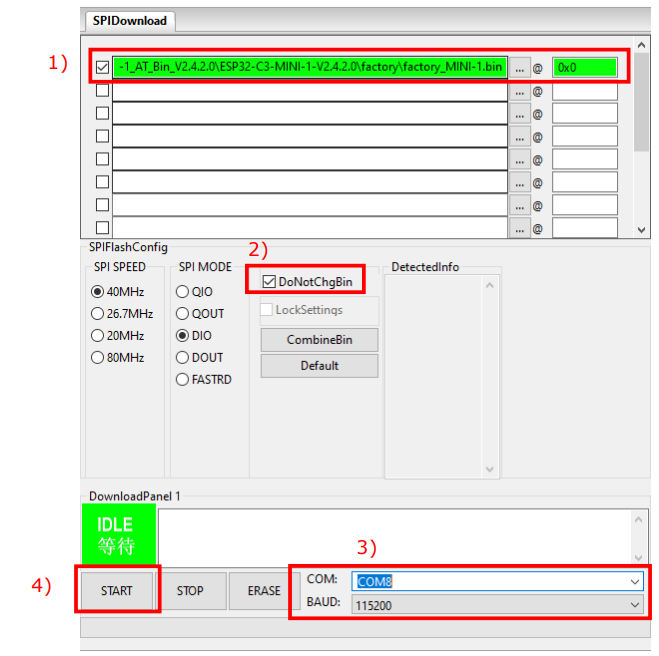 SPIDownload
1)
-1_AT_Bin_V2.4.2.0\ESP32-C3-MINI-1-V2.4.2.0\factory\factory_MINI-1.bin ... @ 0x0
... @
... @
... @
... @
... @
... @
... @
SPIFlashConfig
2)
SPI SPEED
40MHz
26.7MHz
20MHz
80MHz
SPI MODE
QIO
QOUT
DIO
DOUT
FASTRD
DoNotChgBin
LockSettings
CombineBin
Default
DetectedInfo
DownloadPanel 1
IDLE
等待
3)
4)
START
STOP
ERASE
COM: COM8
BAUD: 115200